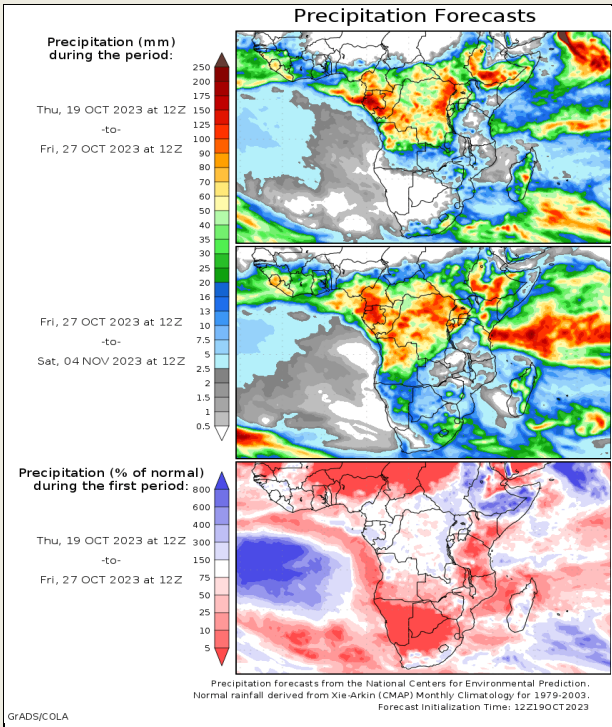 Precipitation Forecasts
Precipitation (mm)
during the period:
Thu, 19 OCT 2023 at 12Z
-to-
Fri, 27 OCT 2023 at 12Z
250
200
175
150
125
100
90
80
70
60
50
40
35
30
25
20
16
13
10
7.5
5
2.5
2
1.5
1
0.5
Fri, 27 OCT 2023 at 12Z
-to-
Sat, 04 NOV 2023 at 12Z
Precipitation (% of normal)
during the first period:
Thu, 19 OCT 2023 at 12Z
-to-
Fri, 27 OCT 2023 at 12Z
800
600
400
300
150
75
50
25
10
5
Precipitation forecasts from the National Centers for Environmental Prediction.
Normal rainfall derived from Xie-Arkin (CMAP) Monthly Climatology for 1979-2003.
Forecast Initialization Time: 12Z19OCT2023
GrADS/COLA